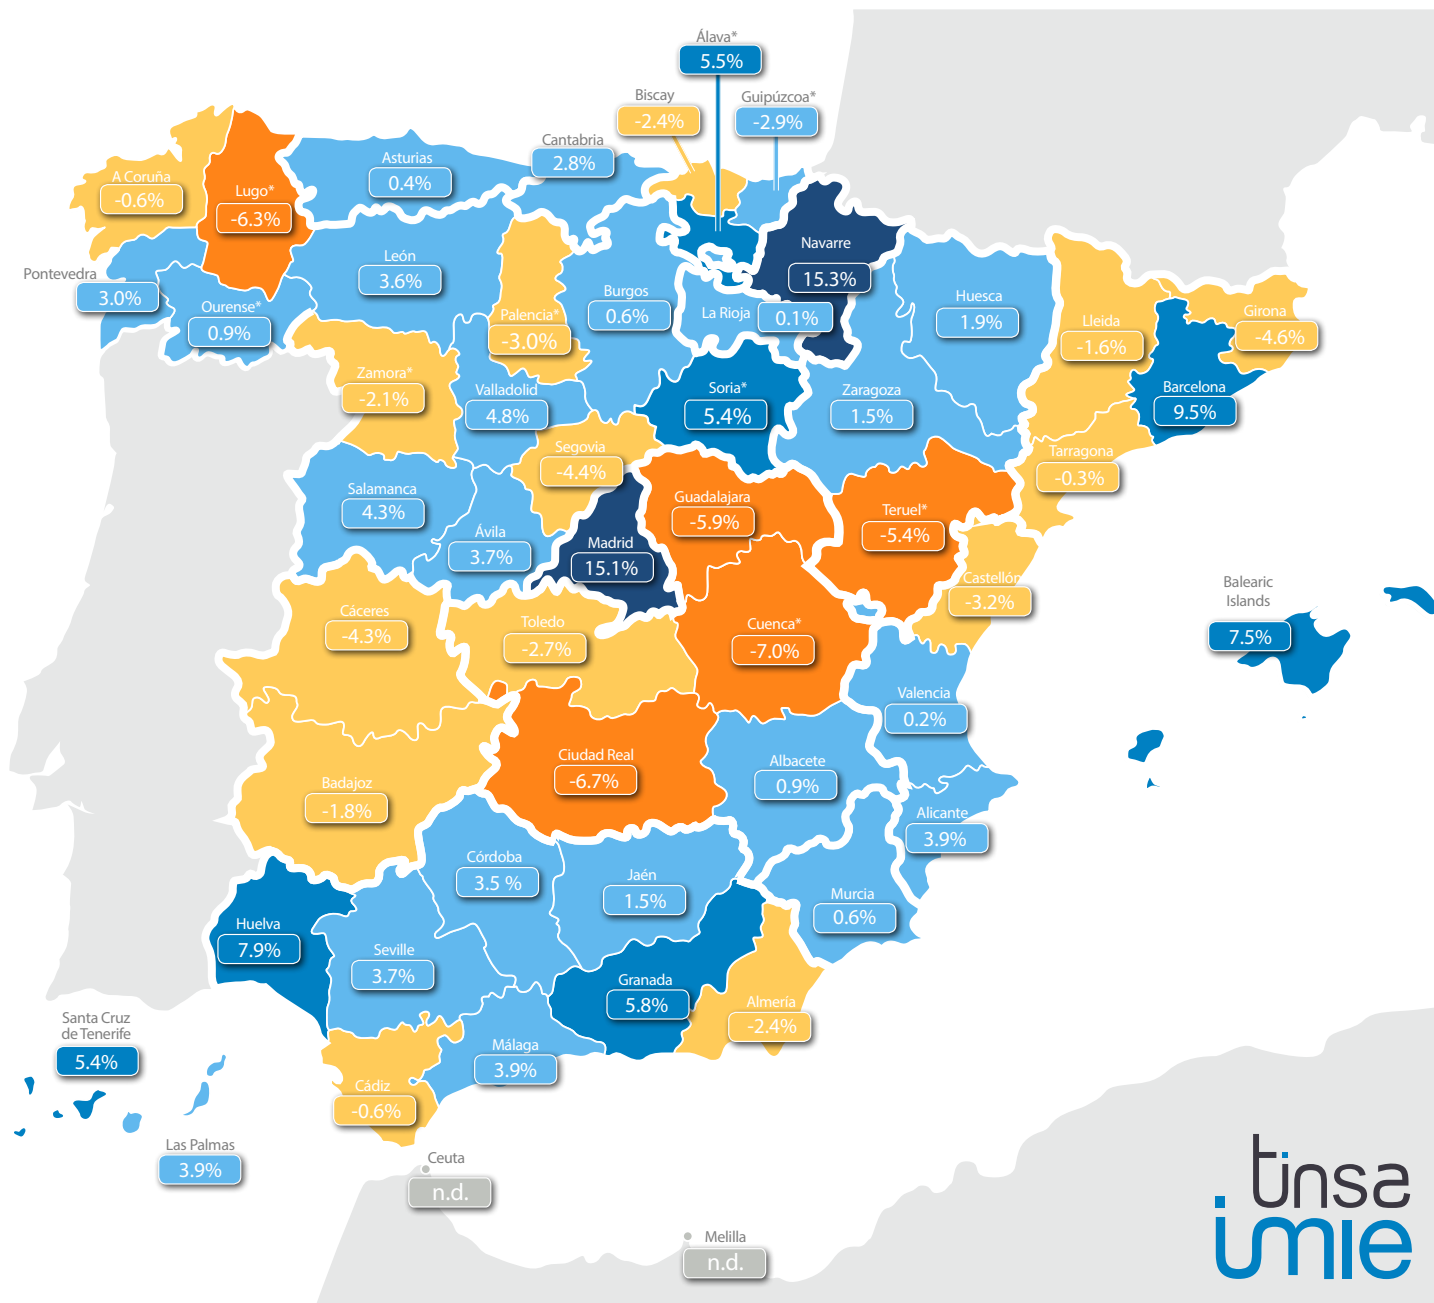 Álava*
5.5%
Biscay
-2.4%
Guipúzcoa*
-2.9%
Cantabria
2.8%
Asturias
0.4%
A Coruña
-0.6%
Lugo*
-6.3%
Navarre
15.3%
León
3.6%
Pontevedra
3.0%
Ourense*
0.9%
Palencia*
-3.0%
Burgos
0.6%
La Rioja
0.1%
Huesca
1.9%
Lleida
-1.6%
Girona
-4.6%
Zamora*
-2.1%
Valladolid
4.8%
Soria*
5.4%
Zaragoza
1.5%
Barcelona
9.5%
Segovia
-4.4%
Tarragona
-0.3%
Salamanca
4.3%
Ávila
3.7%
Madrid
15.1%
Guadalajara
-5.9%
Teruel*
-5.4%
Castellón
-3.2%
Balearic
Islands
7.5%
Cáceres
-4.3%
Toledo
-2.7%
Cuenca*
-7.0%
Valencia
0.2%
Badajoz
-1.8%
Ciudad Real
-6.7%
Albacete
0.9%
Alicante
3.9%
Córdoba
3.5 %
Jaén
1.5%
Murcia
0.6%
Huelva
7.9%
Seville
3.7%
Granada
5.8%
Almería
-2.4%
Santa Cruz
de Tenerife
5.4%
Málaga
3.9%
Cádiz
-0.6%
Las Palmas
3.9%
Ceuta
n.d.
Melilla
n.d.
tinsa
imie